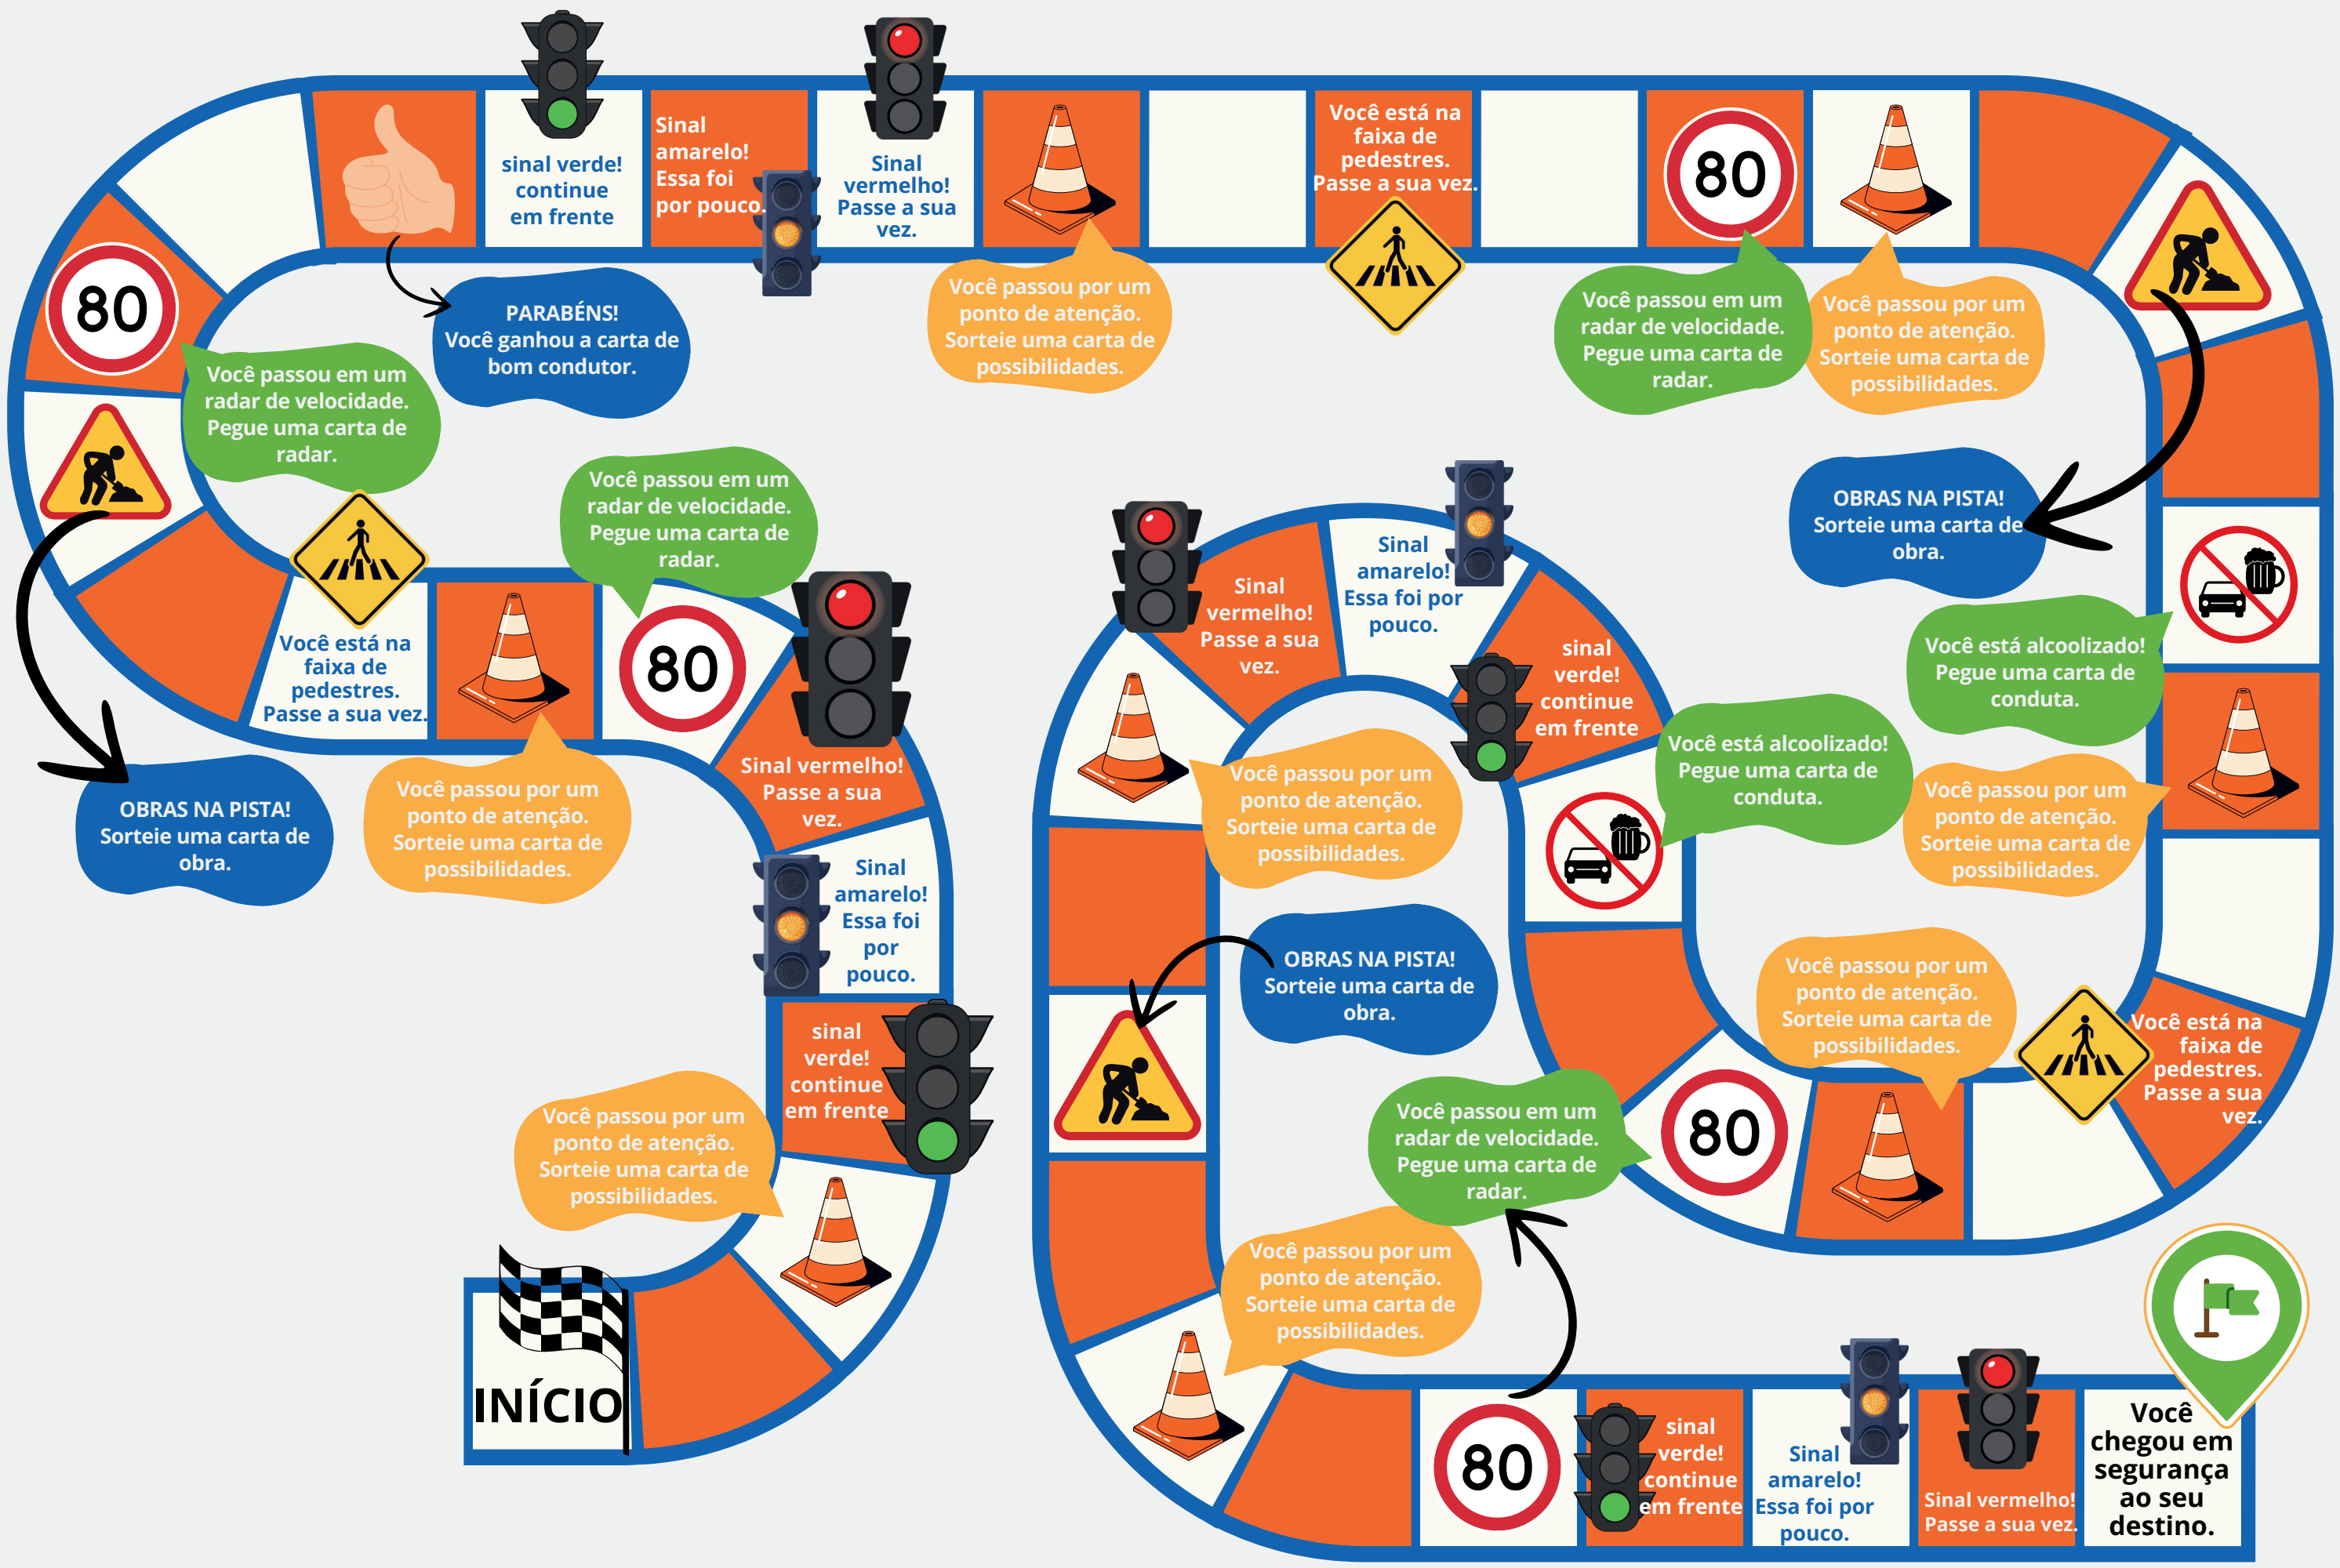 INÍCIO
Você passou por um
ponto de atenção.
Sorteie uma carta de
possibilidades.
sinal
verde!
continue
em frente
Sinal
amarelo!
Essa foi
por
pouco.
Sinal vermelho!
Passe a sua
vez.
80
Você passou em um
radar de velocidade.
Pegue uma carta de
radar.
Você passou por um
ponto de atenção.
Sorteie uma carta de
possibilidades.
Você está na
faixa de
pedestres.
Passe a sua vez.
OBRAS NA PISTA!
Sorteie uma carta de
obra.
80
Você passou em um
radar de velocidade.
Pegue uma carta de
radar.
PARABÉNS!
Você ganhou a carta de
bom condutor.
sinal verde!
continue
em frente
Sinal
amarelo!
Essa foi
por pouco.
Sinal
vermelho!
Passe a sua
vez.
Você passou por um
ponto de atenção.
Sorteie uma carta de
possibilidades.
Você está na
faixa de
pedestres.
Passe a sua vez.
80
Você passou em um
radar de velocidade.
Pegue uma carta de
radar.
Você passou por um
ponto de atenção.
Sorteie uma carta de
possibilidades.
OBRAS NA PISTA!
Sorteie uma carta de
obra.
Você está alcoolizado!
Pegue uma carta de
conduta.
Você passou por um
ponto de atenção.
Sorteie uma carta de
possibilidades.
Você está na
faixa de
pedestres.
Passe a sua
vez.
Você passou por um
ponto de atenção.
Sorteie uma carta de
possibilidades.
80
Você está alcoolizado!
Pegue uma carta de
conduta.
sinal
verde!
continue
em frente
Sinal
amarelo!
Essa foi por
pouco.
Sinal
vermelho!
Passe a sua
vez.
Você passou por um
ponto de atenção.
Sorteie uma carta de
possibilidades.
OBRAS NA PISTA!
Sorteie uma carta de
obra.
Você passou por um
ponto de atenção.
Sorteie uma carta de
possibilidades.
Você passou em um
radar de velocidade.
Pegue uma carta de
radar.
80
sinal
verde!
continue
em frente
Sinal
amarelo!
Essa foi por
pouco.
Sinal vermelho!
Passe a sua vez.
Você
chegou em
segurança
ao seu
destino.